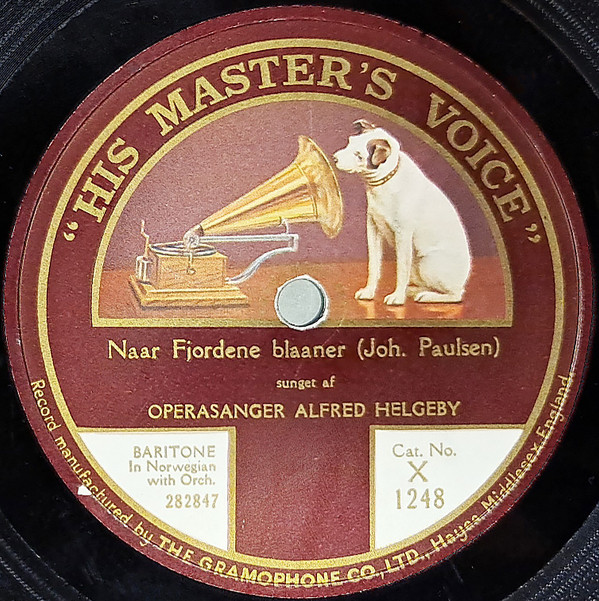 "HIS MASTER'S VOICE"
Naar Fjordene blaaner (Joh. Paulsen)
sunget af
OPERASANGER ALFRED HELGEBY
BARITONE
In Norwegian
with Orch.
282847
Cat. No.
X
1248
Record manufactured by THE GRAMOPHONE CO., LTD., Hayes, Middlesex, England.